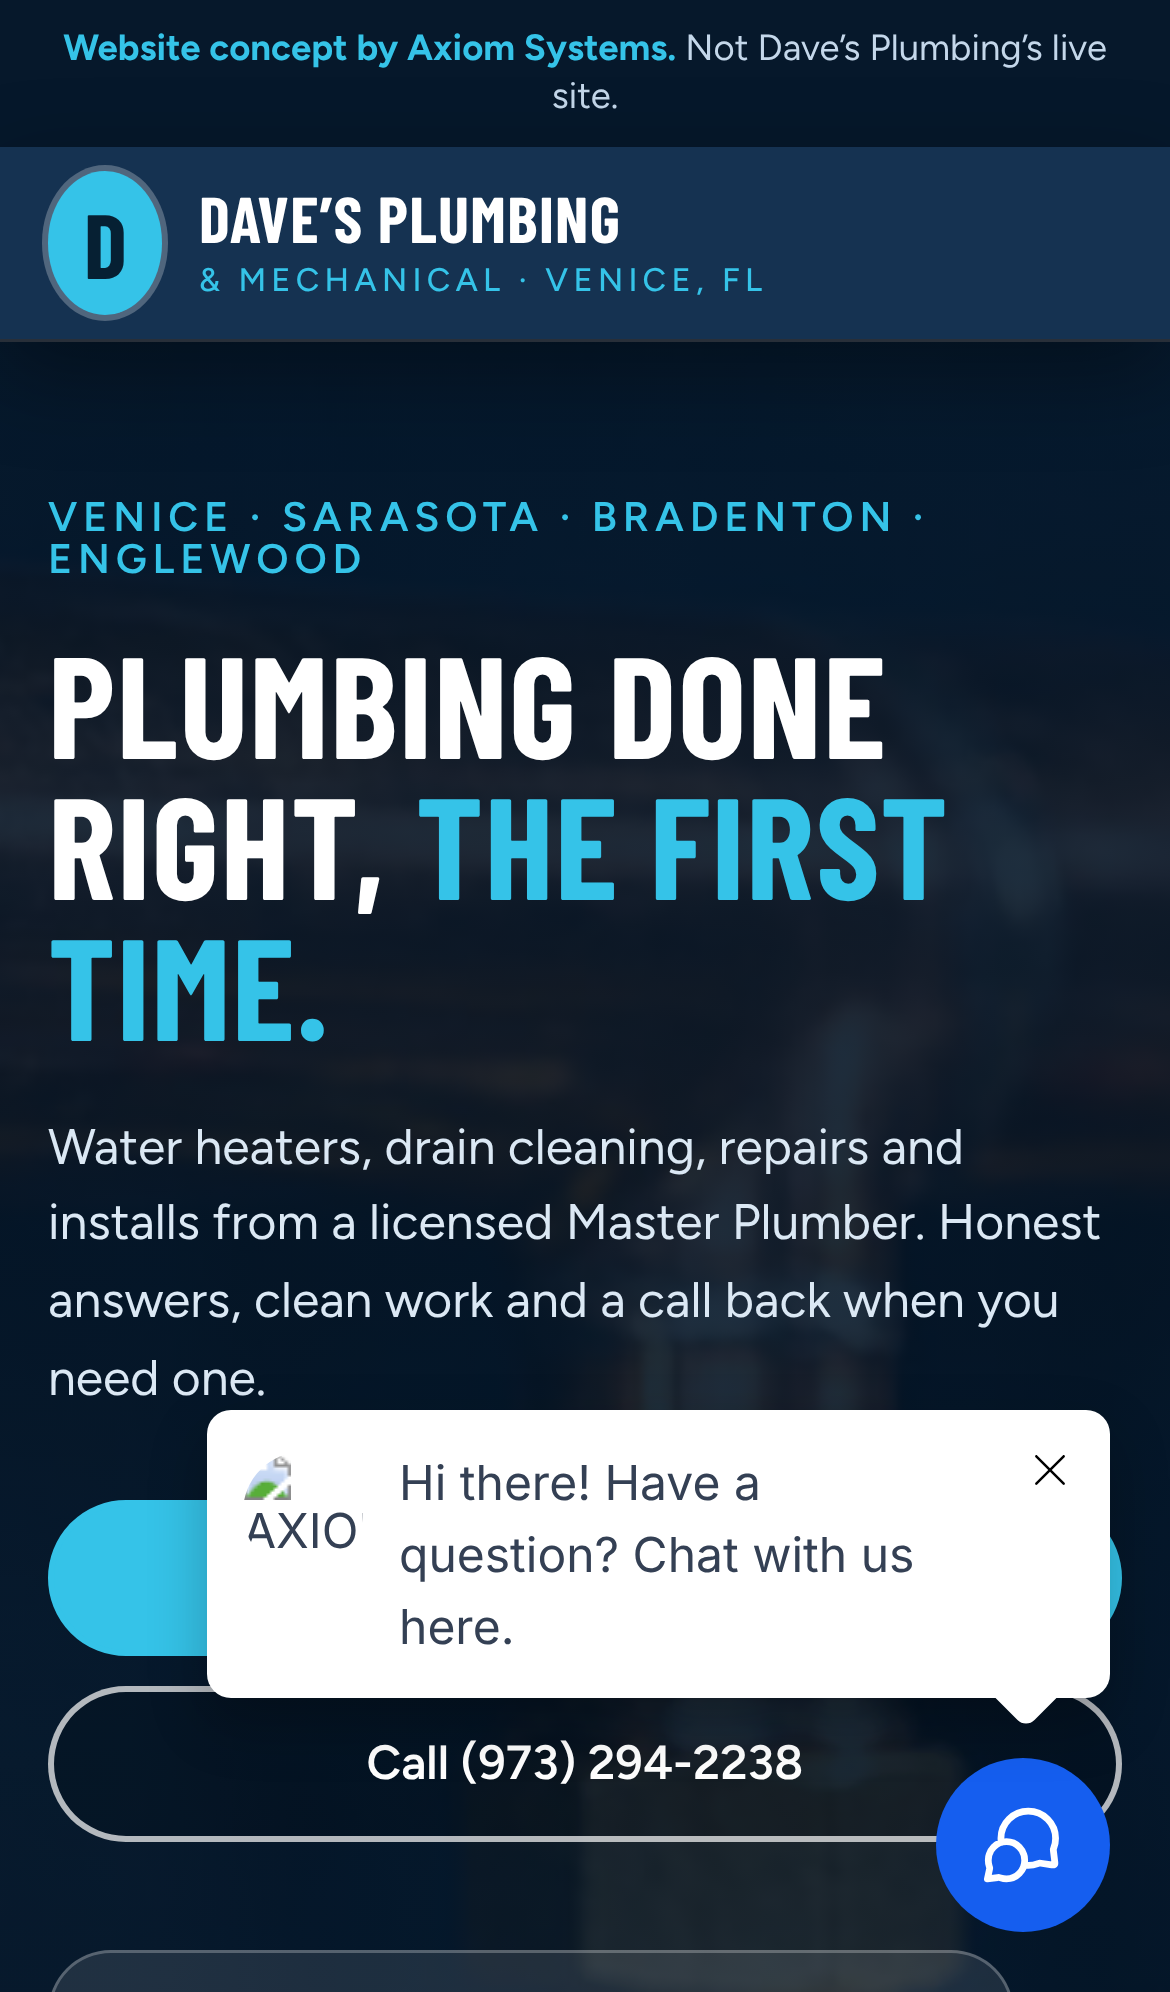 Website concept by Axiom Systems. Not Dave’s Plumbing’s live
site.
D
DAVE’S PLUMBING
& MECHANICAL · VENICE, FL
VENICE · SARASOTA · BRADENTON ·
ENGLEWOOD
PLUMBING DONE
RIGHT, THE FIRST
TIME.
Water heaters, drain cleaning, repairs and
installs from a licensed Master Plumber. Honest
answers, clean work and a call back when you
need one.
Hi there! Have a
question? Chat with us
here.
AXIO
Call (973) 294-2238